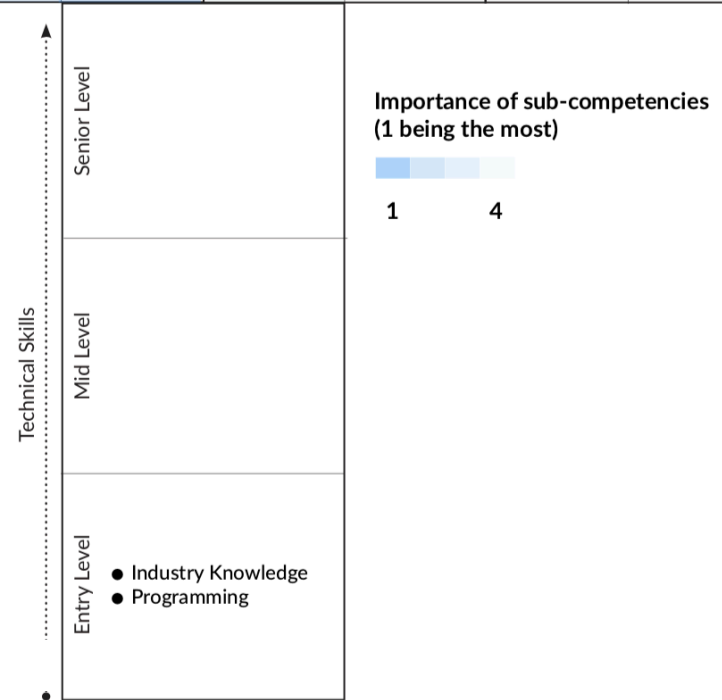 Technical Skills
Senior Level
Importance of sub-competencies
(1 being the most)
1 4
Mid Level
Entry Level
● Industry Knowledge
● Programming